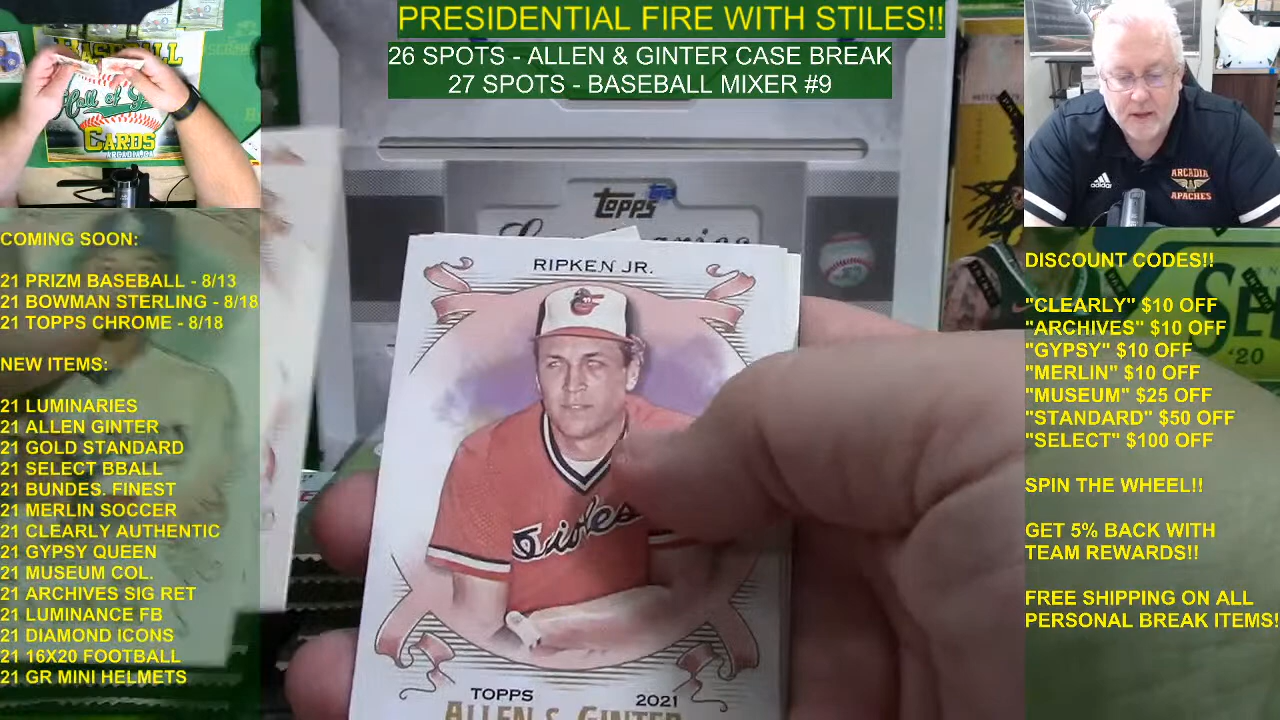 PRESIDENTIAL FIRE WITH STILES!!
26 SPOTS - ALLEN & GINTER CASE BREAK
27 SPOTS - BASEBALL MIXER #9
BASEBALL
Hall of
CARDS
ARCADIA
COMING SOON:
21 PRIZM BASEBALL - 8/13
21 BOWMAN STERLING - 8/18
21 TOPPS CHROME - 8/18
NEW ITEMS:
21 LUMINARIES
21 ALLEN GINTER
21 GOLD STANDARD
21 SELECT BBALL
21 BUNDES. FINEST
21 MERLIN SOCCER
21 CLEARLY AUTHENTIC
21 GYPSY QUEEN
21 MUSEUM COL.
21 ARCHIVES SIG RET
21 LUMINANCE FB
21 DIAMOND ICONS
21 16X20 FOOTBALL
21 GR MINI HELMETS
TOPPS
RIPKEN JR.
Orioles
TOPPS 2021
ALLEN & GINTER
adidas
ARCADIA
APACHES
DISCOUNT CODES!!
"CLEARLY" $10 OFF
"ARCHIVES" $10 OFF
"GYPSY" $10 OFF
"MERLIN" $10 OFF
"MUSEUM" $25 OFF
"STANDARD" $50 OFF
"SELECT" $100 OFF
SPIN THE WHEEL!!
GET 5% BACK WITH
TEAM REWARDS!!
FREE SHIPPING ON ALL
PERSONAL BREAK ITEMS!
'20